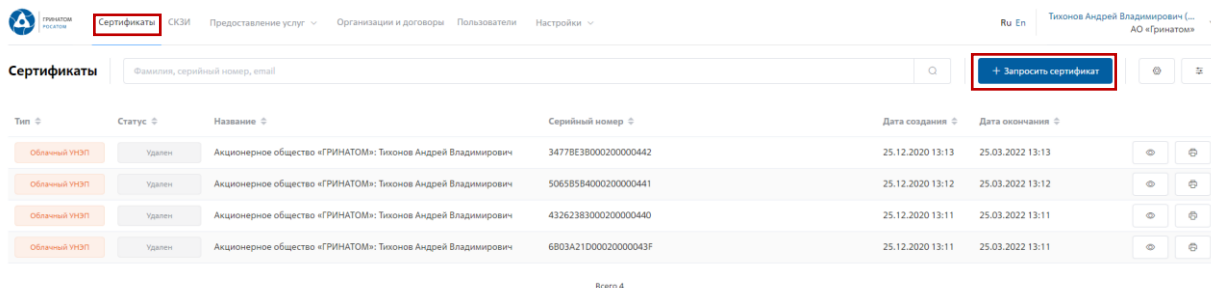 ГРИНАТОМ
РОСАТОМ
Сертификаты СКЗИ Предоставление услуг Организации и договоры Пользователи Настройки
Ru En
Тихонов Андрей Владимирович (...
АО «Гринатом»
Сертификаты
Фамилия, серийный номер, email
+ Запросить сертификат
Тип Статус Название Серийный номер Дата создания Дата окончания
Облачный УНЭП Удален Акционерное общество «ГРИНАТОМ»: Тихонов Андрей Владимирович 3477BE3B000200000442 25.12.2020 13:13 25.03.2022 13:13
Облачный УНЭП Удален Акционерное общество «ГРИНАТОМ»: Тихонов Андрей Владимирович 5065B5B4000200000441 25.12.2020 13:12 25.03.2022 13:12
Облачный УНЭП Удален Акционерное общество «ГРИНАТОМ»: Тихонов Андрей Владимирович 43262383000200000440 25.12.2020 13:11 25.03.2022 13:11
Облачный УНЭП Удален Акционерное общество «ГРИНАТОМ»: Тихонов Андрей Владимирович 6B03A21D00020000043F 25.12.2020 13:11 25.03.2022 13:11
Всего 4